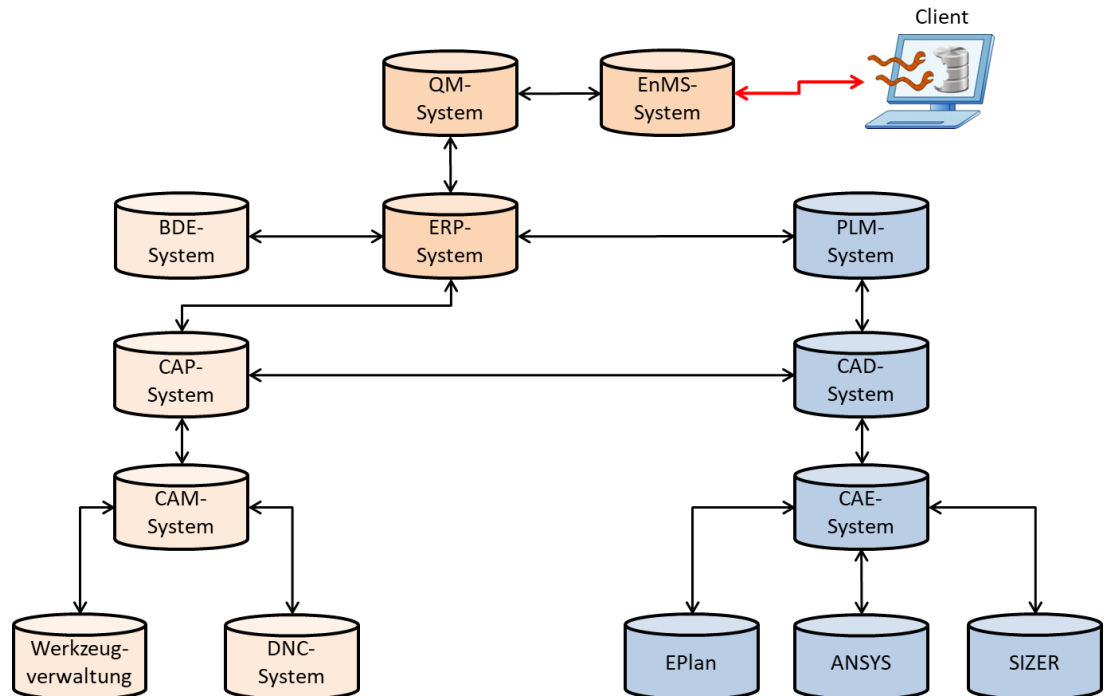 Client
QM-
System
EnMS-
System
BDE-
System
ERP-
System
PLM-
System
CAP-
System
CAD-
System
CAM-
System
CAE-
System
Werkzeug-
verwaltung
DNC-
System
EPlan
ANSYS
SIZER